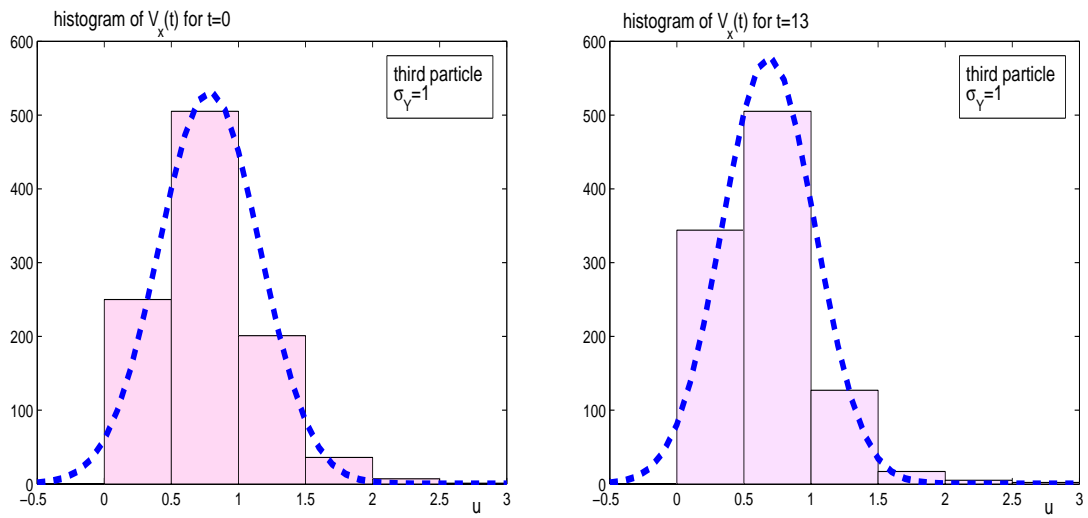 histogram of V_x(t) for t=0
600
500
400
300
200
100
0
−0.5 0 0.5 1 1.5 2 2.5 3
u
third particle
σ_Y=1
histogram of V_x(t) for t=13
600
500
400
300
200
100
0
−0.5 0 0.5 1 1.5 2 2.5 3
u
third particle
σ_Y=1